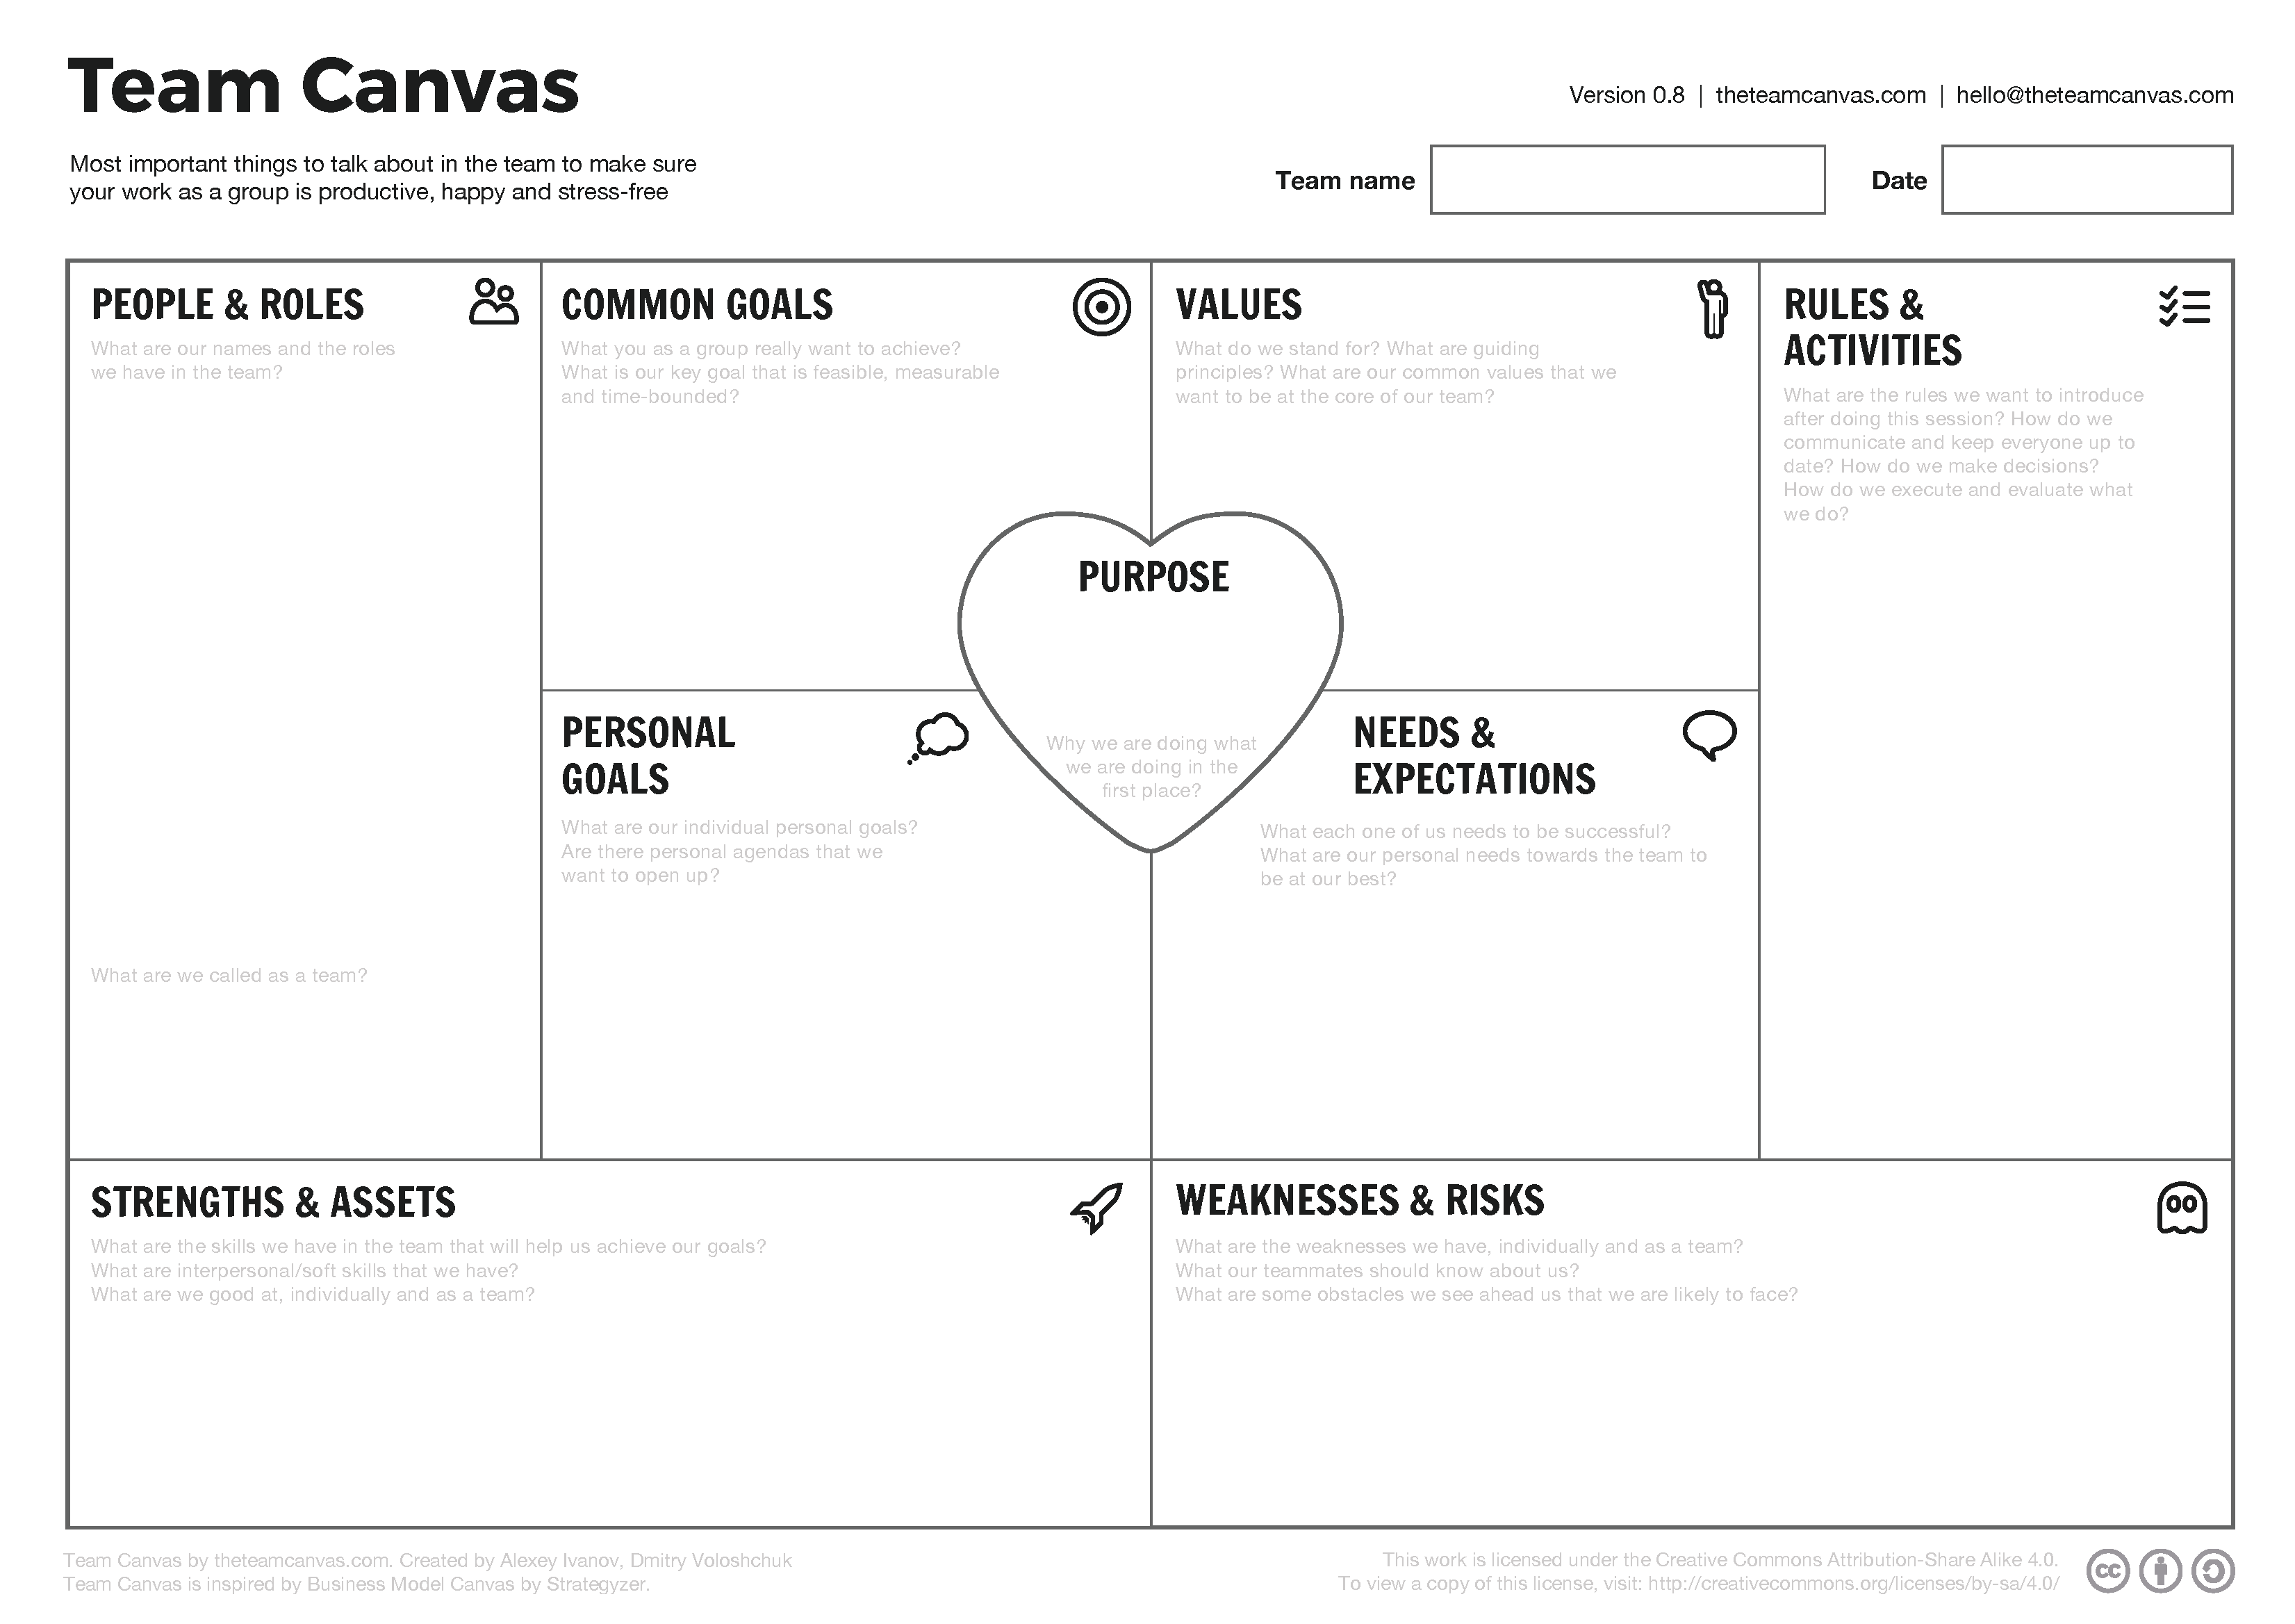 Team Canvas
Version 0.8 | theteamcanvas.com | hello@theteamcanvas.com
Most important things to talk about in the team to make sure
your work as a group is productive, happy and stress-free
Team name
Date
PEOPLE & ROLES
What are our names and the roles
we have in the team?
What are we called as a team?
COMMON GOALS
What you as a group really want to achieve?
What is our key goal that is feasible, measurable
and time-bounded?
VALUES
What do we stand for? What are guiding
principles? What are our common values that we
want to be at the core of our team?
RULES &
ACTIVITIES
What are the rules we want to introduce
after doing this session? How do we
communicate and keep everyone up to
date? How do we make decisions?
How do we execute and evaluate what
we do?
PURPOSE
Why we are doing what
we are doing in the
first place?
PERSONAL
GOALS
What are our individual personal goals?
Are there personal agendas that we
want to open up?
NEEDS &
EXPECTATIONS
What each one of us needs to be successful?
What are our personal needs towards the team to
be at our best?
STRENGTHS & ASSETS
What are the skills we have in the team that will help us achieve our goals?
What are interpersonal/soft skills that we have?
What are we good at, individually and as a team?
WEAKNESSES & RISKS
What are the weaknesses we have, individually and as a team?
What our teammates should know about us?
What are some obstacles we see ahead us that we are likely to face?
Team Canvas by theteamcanvas.com. Created by Alexey Ivanov, Dmitry Voloshchuk
Team Canvas is inspired by Business Model Canvas by Strategyzer.
This work is licensed under the Creative Commons Attribution-Share Alike 4.0.
To view a copy of this license, visit: http://creativecommons.org/licenses/by-sa/4.0/
cc